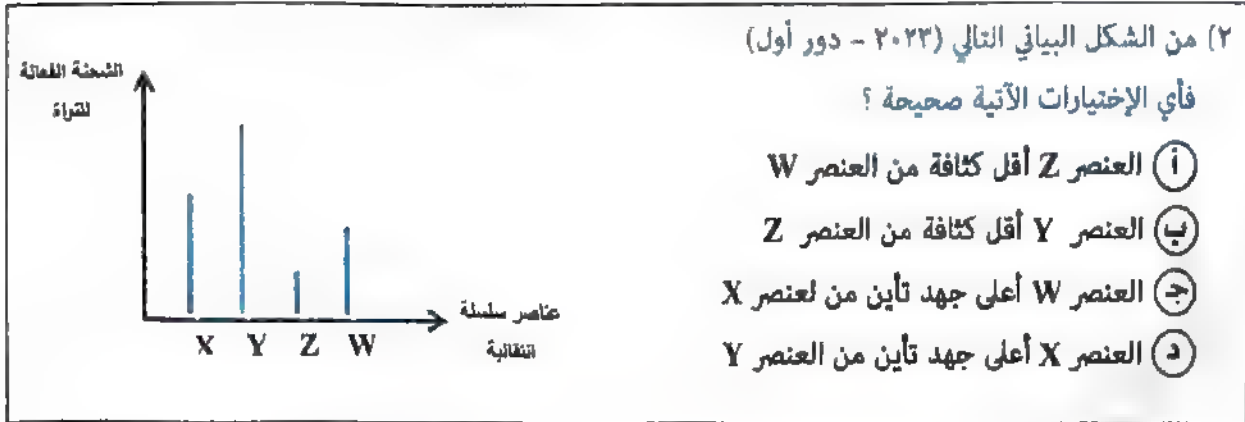 ٢) من الشكل البياني التالي (٢٠٢٣ - دور أول)
فأي الإختيارات الآتية صحيحة ؟
أ العنصر Z أقل كثافة من العنصر W
ب العنصر Y أقل كثافة من العنصر Z
ج العنصر W أعلى جهد تأين من لعنصر X
د العنصر X أعلى جهد تأين من العنصر Y
الشحنة الفعالة
للنواة
X Y Z W
عناصر سلسلة
انتقالية